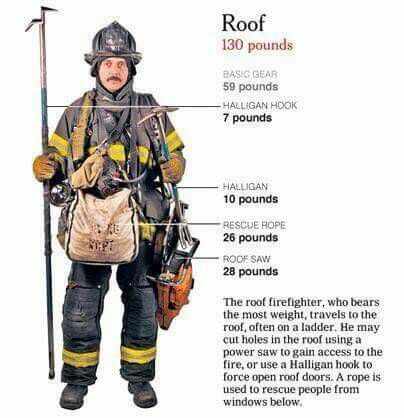 Roof
130 pounds
BASIC GEAR
59 pounds
HALLIGAN HOOK
7 pounds
HALLIGAN
10 pounds
RESCUE ROPE
26 pounds
ROOF SAW
28 pounds
The roof firefighter, who bears
the most weight, travels to the
roof, often on a ladder. He may
cut holes in the roof using a
power saw to gain access to the
fire, or use a Halligan hook to
force open roof doors. A rope is
used to rescue people from
windows below.